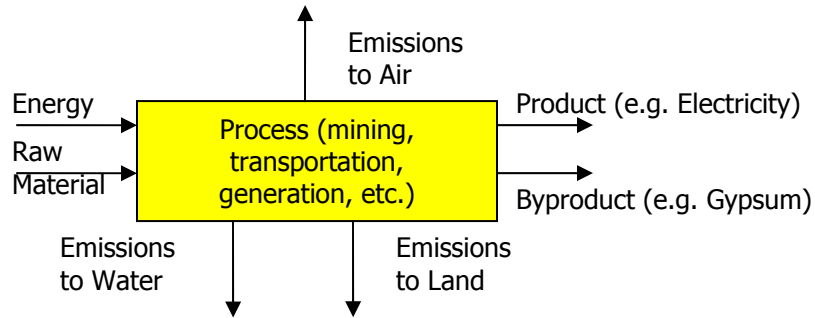 Emissions
to Air
Energy
Product (e.g. Electricity)
Process (mining,
transportation,
generation, etc.)
Raw
Material
Byproduct (e.g. Gypsum)
Emissions
to Water
Emissions
to Land